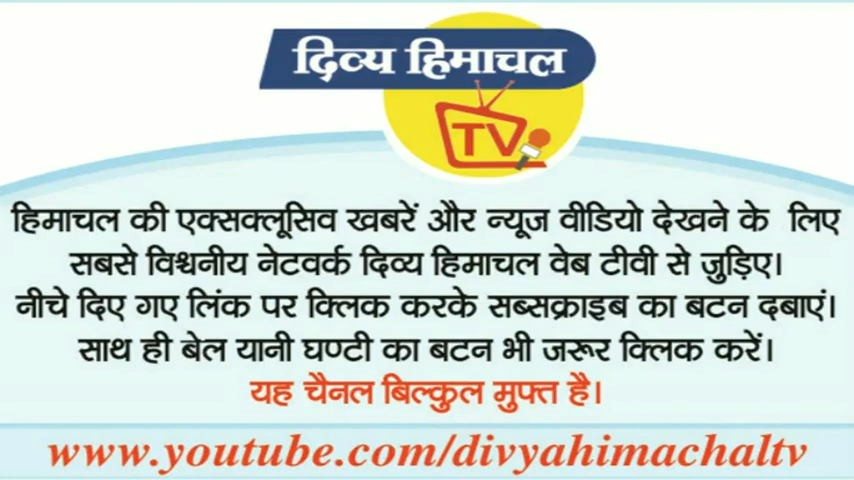 दिव्य हिमाचल
TV
हिमाचल की एक्सक्लूसिव खबरें और न्यूज वीडियो देखने के लिए
सबसे विश्वनीय नेटवर्क दिव्य हिमाचल वेब टीवी से जुड़िए।
नीचे दिए गए लिंक पर क्लिक करके सब्सक्राइब का बटन दबाएं।
साथ ही बेल यानी घण्टी का बटन भी जरूर क्लिक करें।
यह चैनल बिल्कुल मुफ्त है।
www.youtube.com/divyahimachaltv